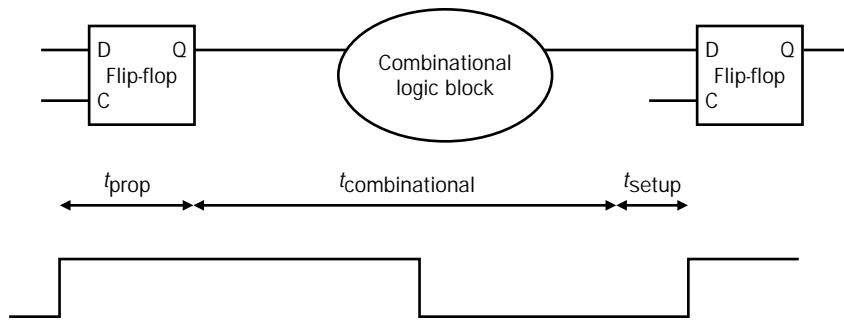 D Q
Flip-flop
C
Combinational
logic block
D Q
Flip-flop
C
tprop
tcombinational
tsetup